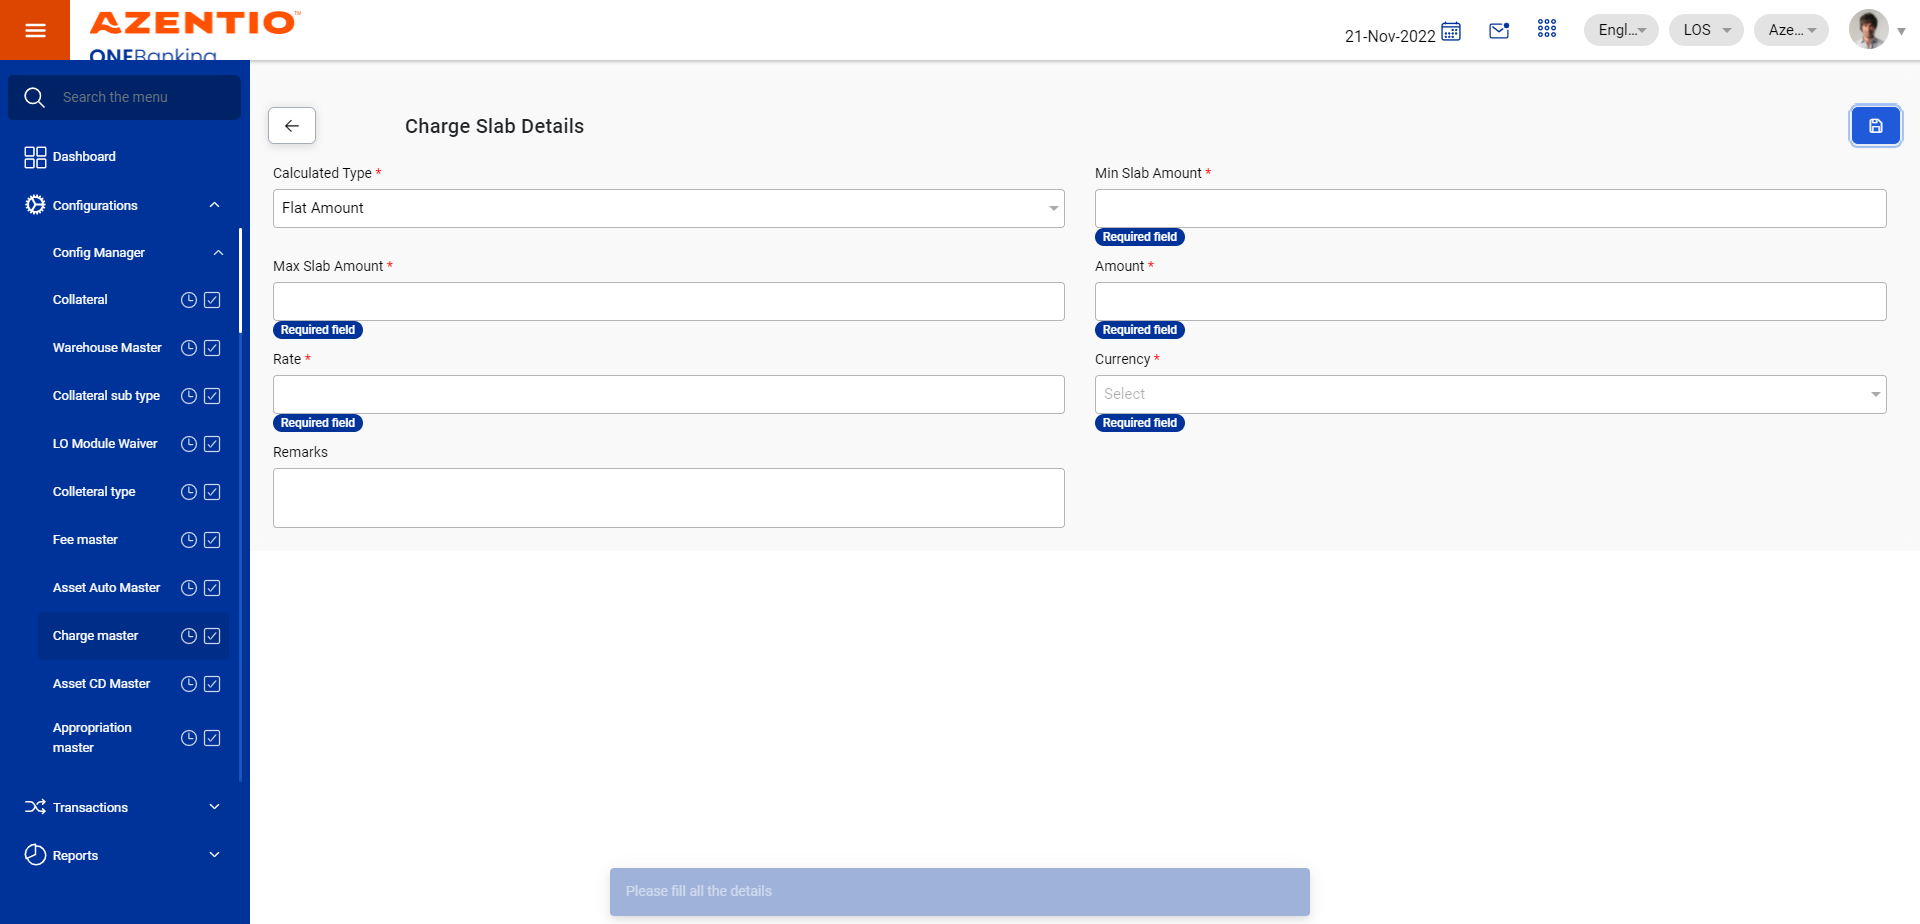 AZENTIO™
ONEBanking
21-Nov-2022
Engl...
LOS
Aze...
Search the menu
Dashboard
Configurations
Config Manager
Collateral
Warehouse Master
Collateral sub type
LO Module Waiver
Colleteral type
Fee master
Asset Auto Master
Charge master
Asset CD Master
Appropriation
master
Transactions
Reports
Charge Slab Details
Calculated Type *
Flat Amount
Min Slab Amount *
Required field
Max Slab Amount *
Required field
Amount *
Required field
Rate *
Required field
Currency *
Select
Required field
Remarks
Please fill all the details